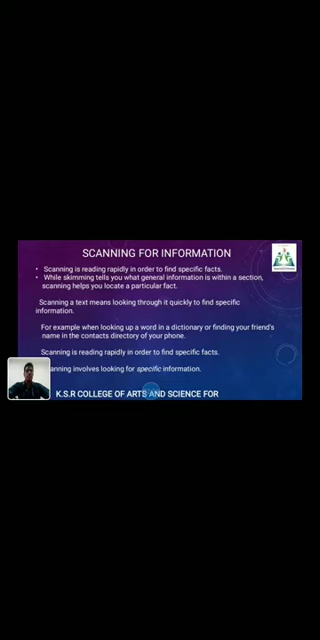 SCANNING FOR INFORMATION
• Scanning is reading rapidly in order to find specific facts.
• While skimming tells you what general information is within a section,
scanning helps you locate a particular fact.
Scanning a text means looking through it quickly to find specific
information.
For example when looking up a word in a dictionary or finding your friend's
name in the contacts directory of your phone.
Scanning is reading rapidly in order to find specific facts.
anning involves looking for specific information.
K.S.R COLLEGE OF ARTS AND SCIENCE FOR